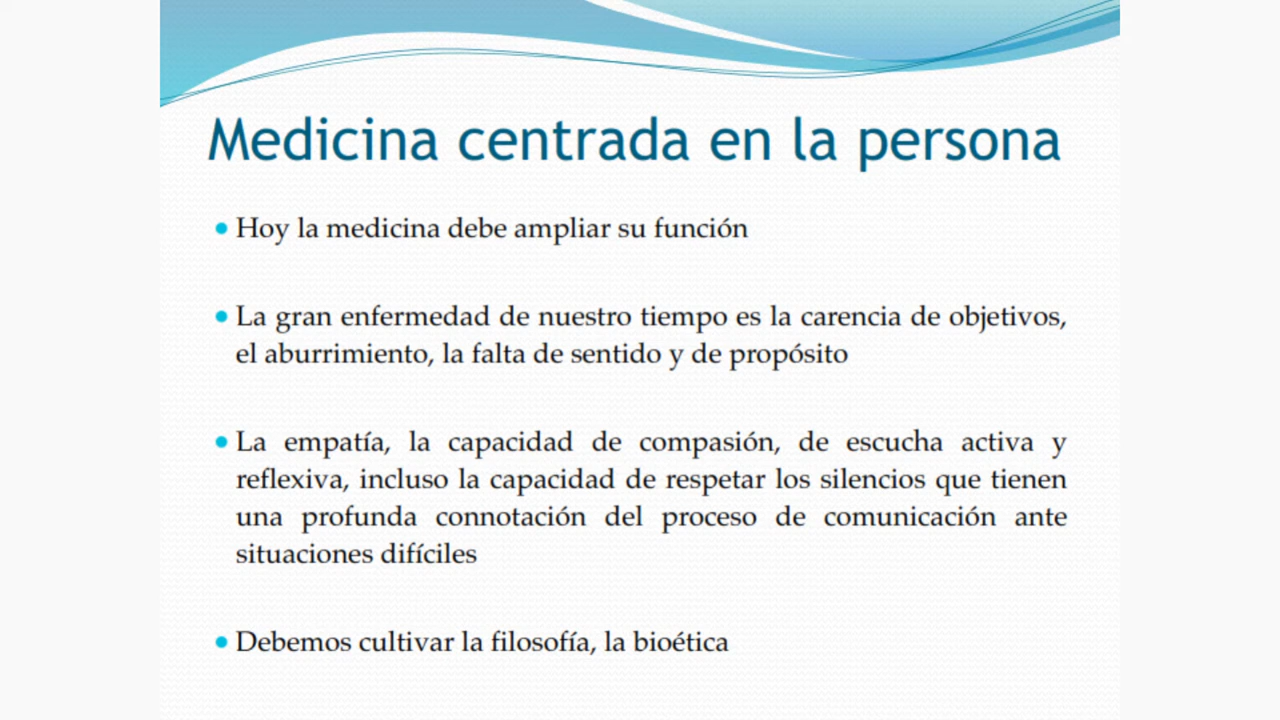 Medicina centrada en la persona
• Hoy la medicina debe ampliar su función
• La gran enfermedad de nuestro tiempo es la carencia de objetivos,
el aburrimiento, la falta de sentido y de propósito
• La empatía, la capacidad de compasión, de escucha activa y
reflexiva, incluso la capacidad de respetar los silencios que tienen
una profunda connotación del proceso de comunicación ante
situaciones difíciles
• Debemos cultivar la filosofía, la bioética